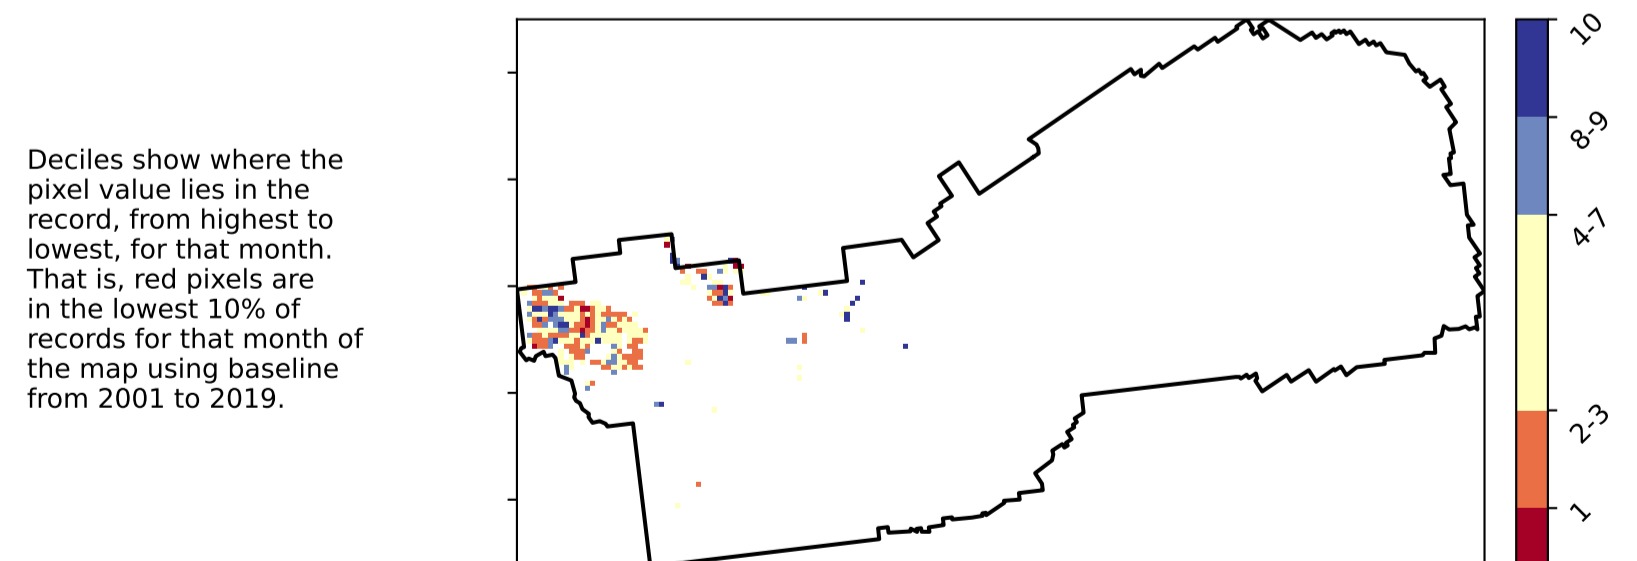 Deciles show where the
pixel value lies in the
record, from highest to
lowest, for that month.
That is, red pixels are
in the lowest 10% of
records for that month of
the map using baseline
from 2001 to 2019.
10
8-9
4-7
2-3
1